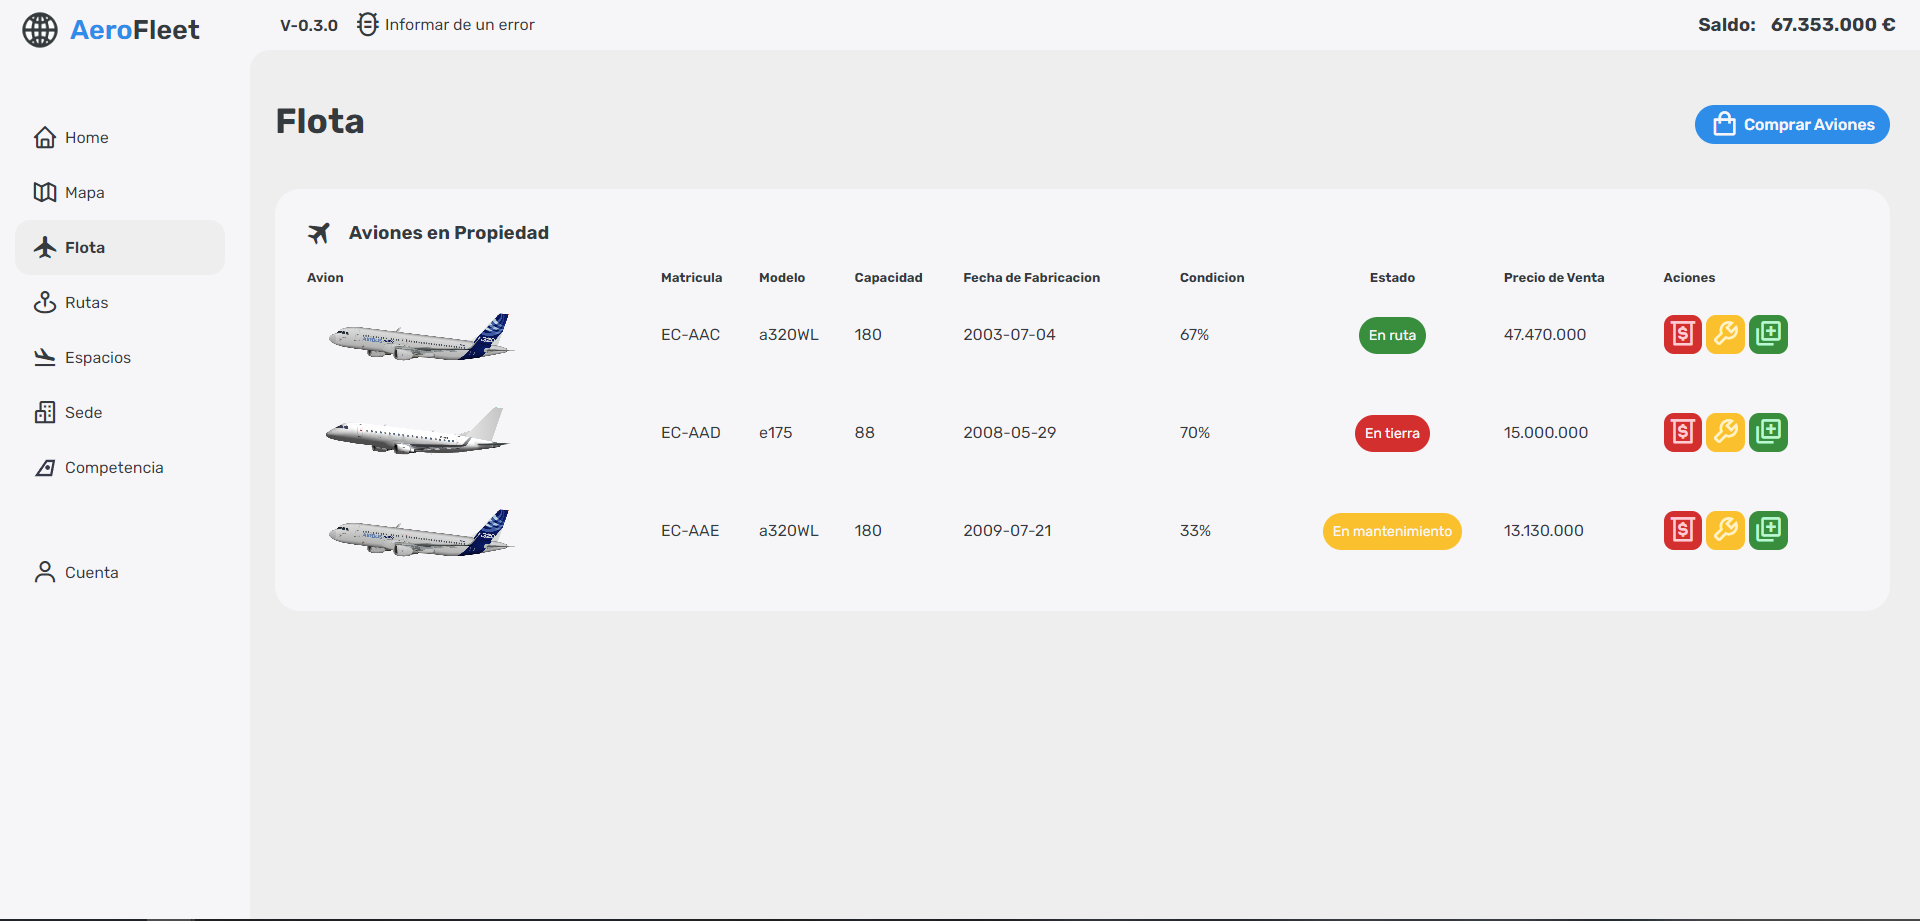 AeroFleet
V-0.3.0 Informar de un error
Saldo: 67.353.000 €
Home
Mapa
Flota
Rutas
Espacios
Sede
Competencia
Cuenta
Flota
Comprar Aviones
Aviones en Propiedad
Avion Matricula Modelo Capacidad Fecha de Fabricacion Condicion Estado Precio de Venta Aciones
EC-AAC a320WL 180 2003-07-04 67% En ruta 47.470.000
EC-AAD e175 88 2008-05-29 70% En tierra 15.000.000
EC-AAE a320WL 180 2009-07-21 33% En mantenimiento 13.130.000